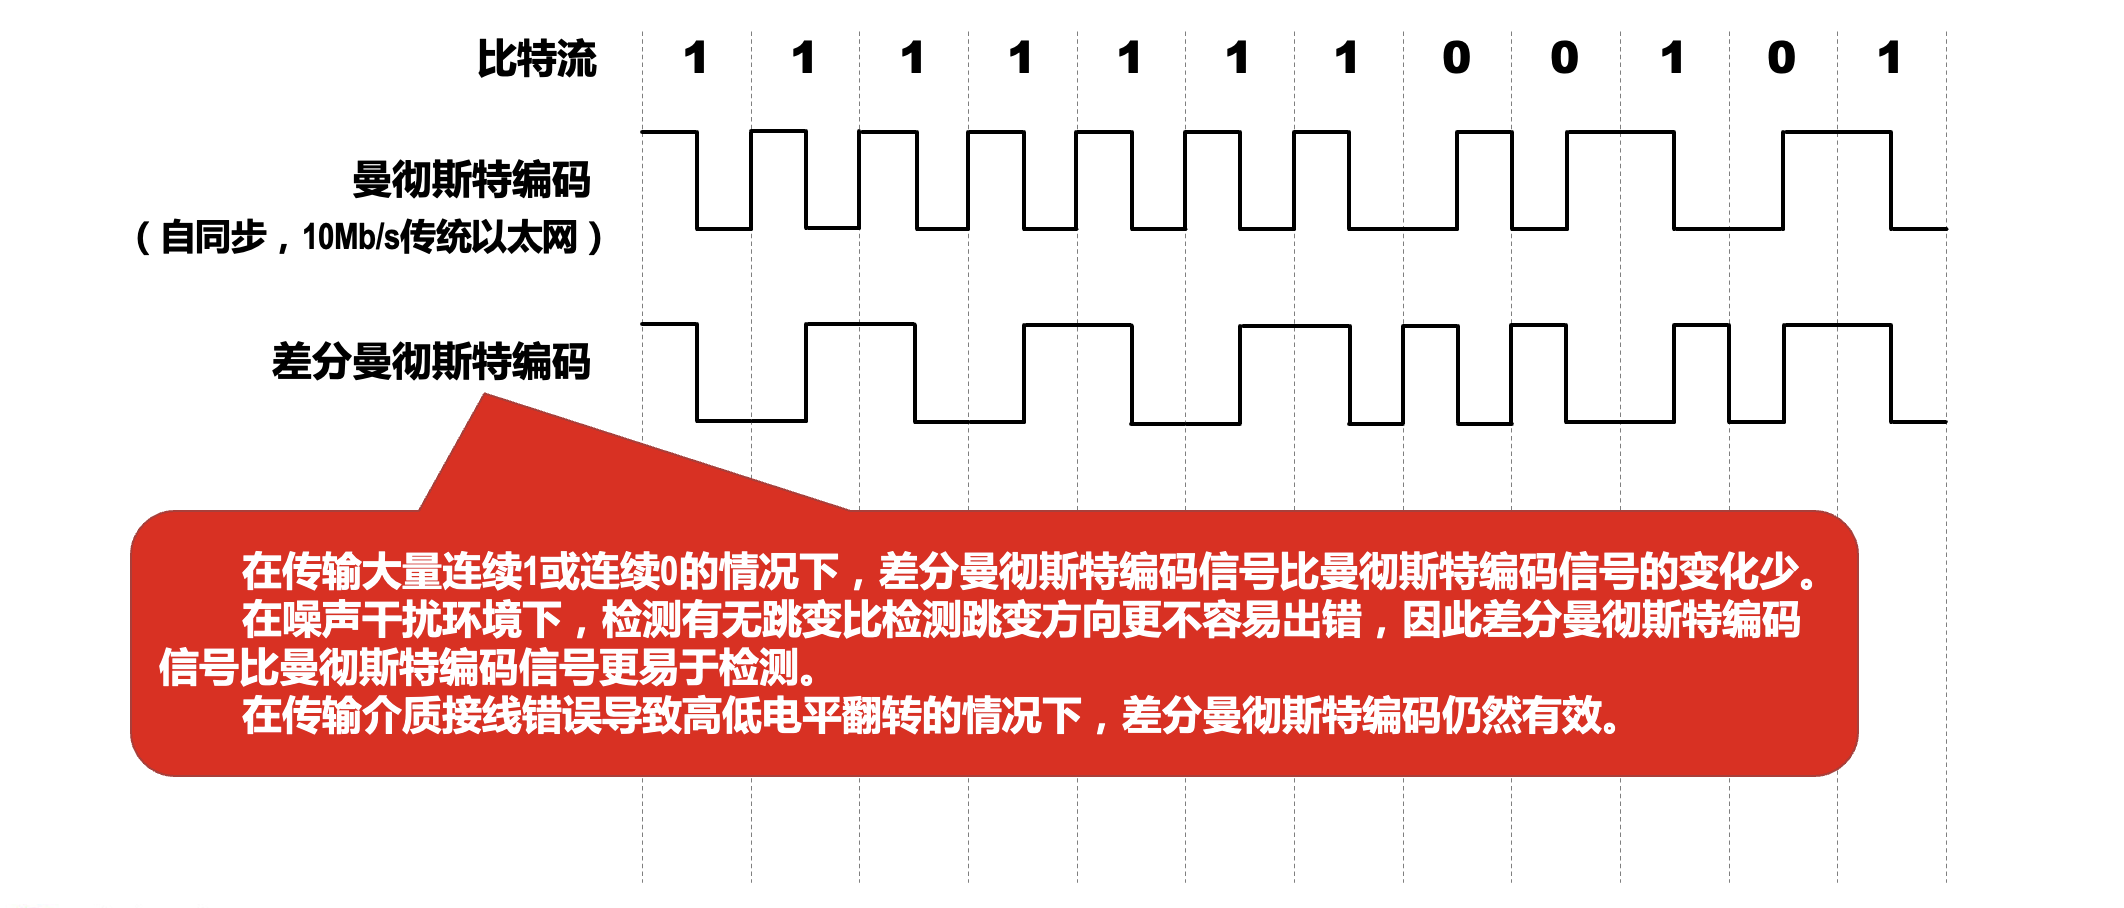 比特流 1 1 1 1 1 1 1 0 0 1 0 1
曼彻斯特编码
（自同步，10Mb/s传统以太网）
差分曼彻斯特编码
在传输大量连续1或连续0的情况下，差分曼彻斯特编码信号比曼彻斯特编码信号的变化少。
在噪声干扰环境下，检测有无跳变比检测跳变方向更不容易出错，因此差分曼彻斯特编码
信号比曼彻斯特编码信号更易于检测。
在传输介质接线错误导致高低电平翻转的情况下，差分曼彻斯特编码仍然有效。